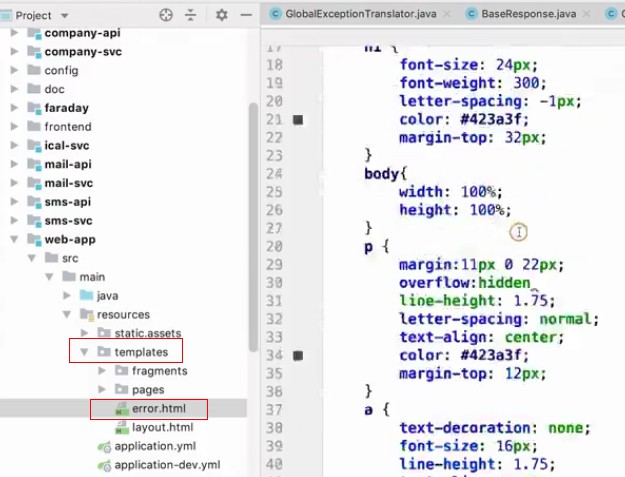 Project
company-api
company-svc
config
doc
faraday
frontend
ical-svc
mail-api
mail-svc
sms-api
sms-svc
web-app
src
main
java
resources
static.assets
templates
fragments
pages
error.html
layout.html
application.yml
application-dev.yml
GlobalExceptionTranslator.java
BaseResponse.java
17 h1 {
18 font-size: 24px;
19 font-weight: 300;
20 letter-spacing: -1px;
21 color: #423a3f;
22 margin-top: 32px;
23 }
24 body{
25 width: 100%;
26 height: 100%;
27 }
28 p {
29 margin:11px 0 22px;
30 overflow:hidden
31 line-height: 1.75;
32 letter-spacing: normal;
33 text-align: center;
34 color: #423a3f;
35 margin-top: 12px;
36 }
37 a {
38 text-decoration: none;
39 font-size: 16px;
40 line-height: 1.75;